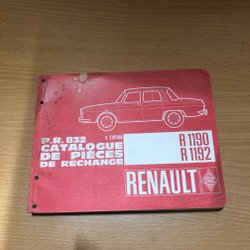 P.R. 832
CATALOGUE
DE PIÈCES
DE RECHANGE
R 1190
R 1192
RENAULT